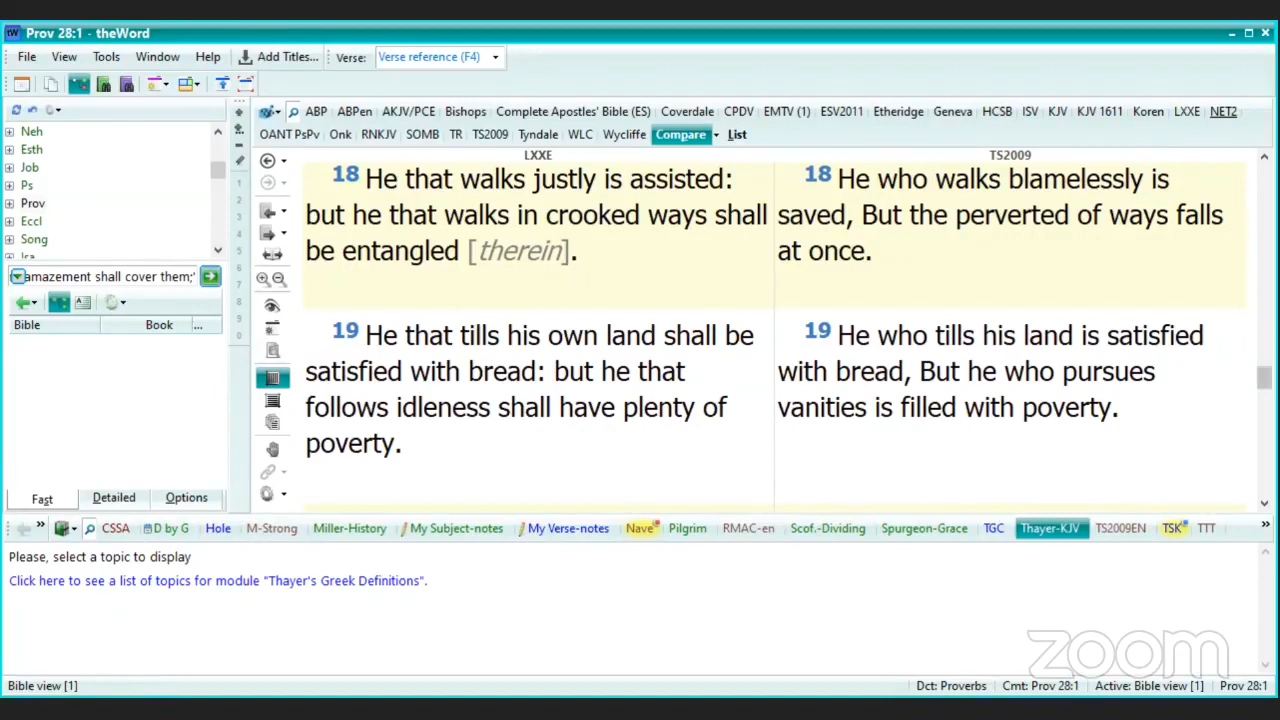 Prov 28:1 - theWord
File View Tools Window Help Add Titles... Verse: Verse reference (F4)
Neh
Esth
Job
Ps
Prov
Eccl
Song
amazement shall cover them;
Bible Book ...
Fast Detailed Options
ABP ABPen AKJV/PCE Bishops Complete Apostles' Bible (ES) Coverdale CPDV EMTV (1) ESV2011 Etheridge Geneva HCSB ISV KJV KJV 1611 Koren LXXE NET2
OANT PsPv Onk RNKJV SOMB TR TS2009 Tyndale WLC Wycliffe Compare List
1
2
3
4
5
6
7
8
9
0
LXXE
18 He that walks justly is assisted:
but he that walks in crooked ways shall
be entangled [therein].
19 He that tills his own land shall be
satisfied with bread: but he that
follows idleness shall have plenty of
poverty.
TS2009
18 He who walks blamelessly is
saved, But the perverted of ways falls
at once.
19 He who tills his land is satisfied
with bread, But he who pursues
vanities is filled with poverty.
CSSA D by G Hole M-Strong Miller-History My Subject-notes My Verse-notes Nave Pilgrim RMAC-en Scof.-Dividing Spurgeon-Grace TGC Thayer-KJV TS2009EN TSK TTT
Please, select a topic to display
Click here to see a list of topics for module "Thayer's Greek Definitions".
zoom
Bible view [1] Dct: Proverbs Cmt: Prov 28:1 Active: Bible view [1] Prov 28:1